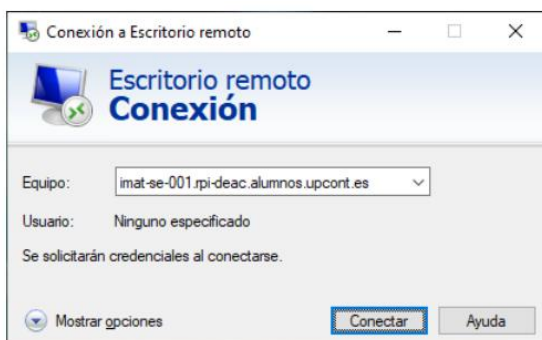 Conexión a Escritorio remoto
Escritorio remoto
Conexión
Equipo: imat-se-001.rpi-deac.alumnos.upcont.es
Usuario: Ninguno especificado
Se solicitarán credenciales al conectarse.
Mostrar opciones Conectar Ayuda